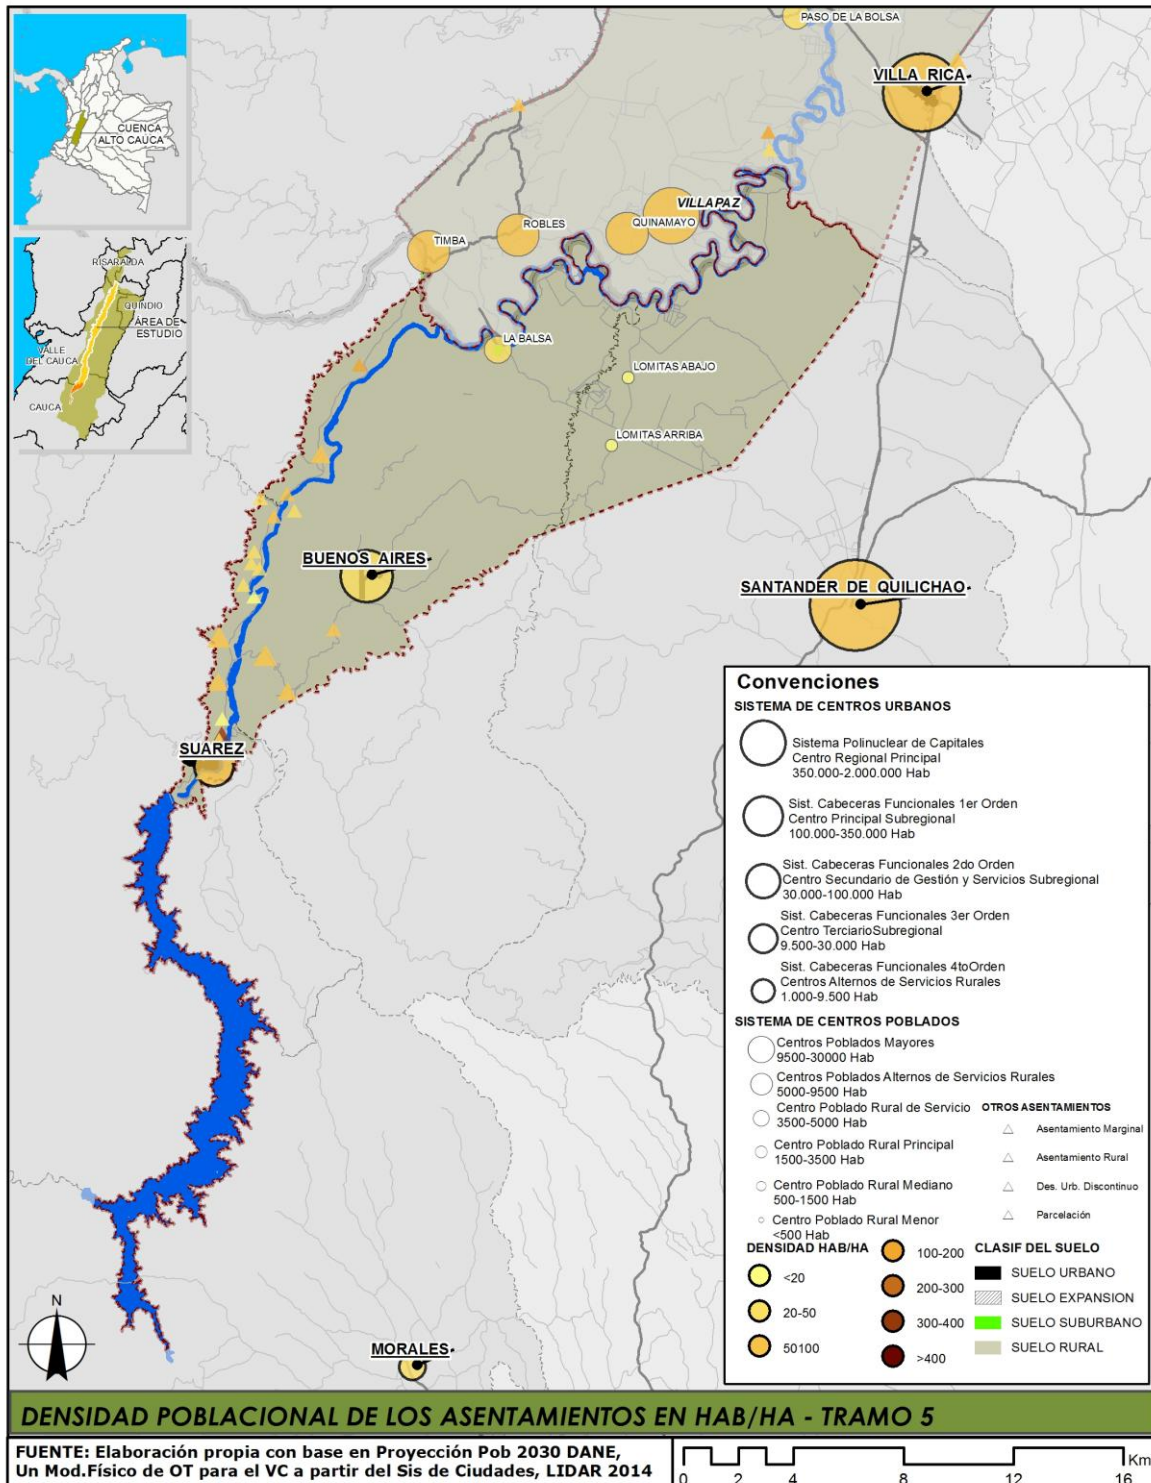 CUENCA
ALTO CAUCA
RISARALDA
QUINDIO
ÁREA DE
ESTUDIO
VALLE
DEL CAUCA
CAUCA
PASO DE LA BOLSA
VILLA RICA
VILLAPAZ
ROBLES
QUINAMAYO
TIMBA
LA BALSA
LOMITAS ABAJO
LOMITAS ARRIBA
BUENOS AIRES
SANTANDER DE QUILICHAO
SUAREZ
MORALES
N
Convenciones
SISTEMA DE CENTROS URBANOS
Sistema Polinuclear de Capitales
Centro Regional Principal
350.000-2.000.000 Hab
Sist. Cabeceras Funcionales 1er Orden
Centro Principal Subregional
100.000-350.000 Hab
Sist. Cabeceras Funcionales 2do Orden
Centro Secundario de Gestión y Servicios Subregional
30.000-100.000 Hab
Sist. Cabeceras Funcionales 3er Orden
Centro TerciarioSubregional
9.500-30.000 Hab
Sist. Cabeceras Funcionales 4toOrden
Centros Alternos de Servicios Rurales
1.000-9.500 Hab
SISTEMA DE CENTROS POBLADOS
Centros Poblados Mayores
9500-30000 Hab
Centros Poblados Alternos de Servicios Rurales
5000-9500 Hab
Centro Poblado Rural de Servicio
3500-5000 Hab
Centro Poblado Rural Principal
1500-3500 Hab
Centro Poblado Rural Mediano
500-1500 Hab
Centro Poblado Rural Menor
<500 Hab
OTROS ASENTAMIENTOS
Asentamiento Marginal
Asentamiento Rural
Des. Urb. Discontinuo
Parcelación
DENSIDAD HAB/HA
<20
20-50
50100
100-200
200-300
300-400
>400
CLASIF DEL SUELO
SUELO URBANO
SUELO EXPANSION
SUELO SUBURBANO
SUELO RURAL
DENSIDAD POBLACIONAL DE LOS ASENTAMIENTOS EN HAB/HA - TRAMO 5
FUENTE: Elaboración propia con base en Proyección Pob 2030 DANE,
Un Mod.Físico de OT para el VC a partir del Sis de Ciudades, LIDAR 2014
Km
0 2 4 8 12 16